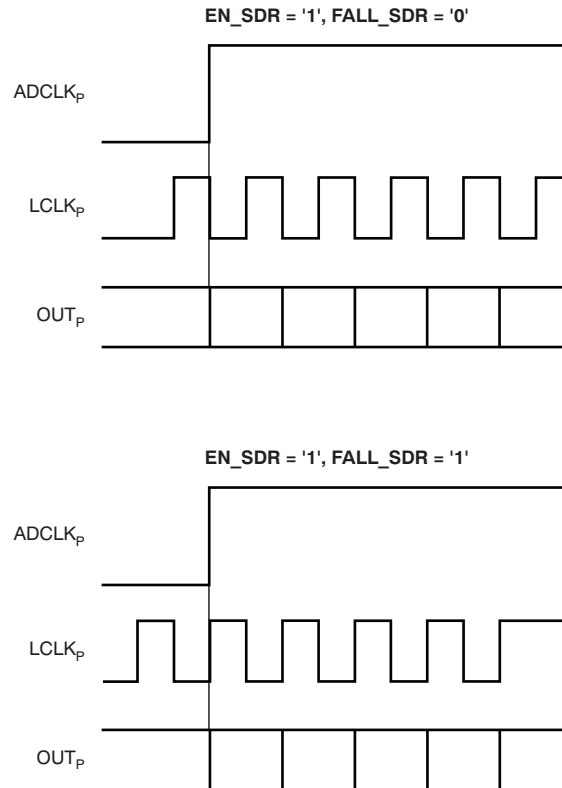 EN_SDR = '1', FALL_SDR = '0'
ADCLKP
LCLKP
OUTP
EN_SDR = '1', FALL_SDR = '1'
ADCLKP
LCLKP
OUTP